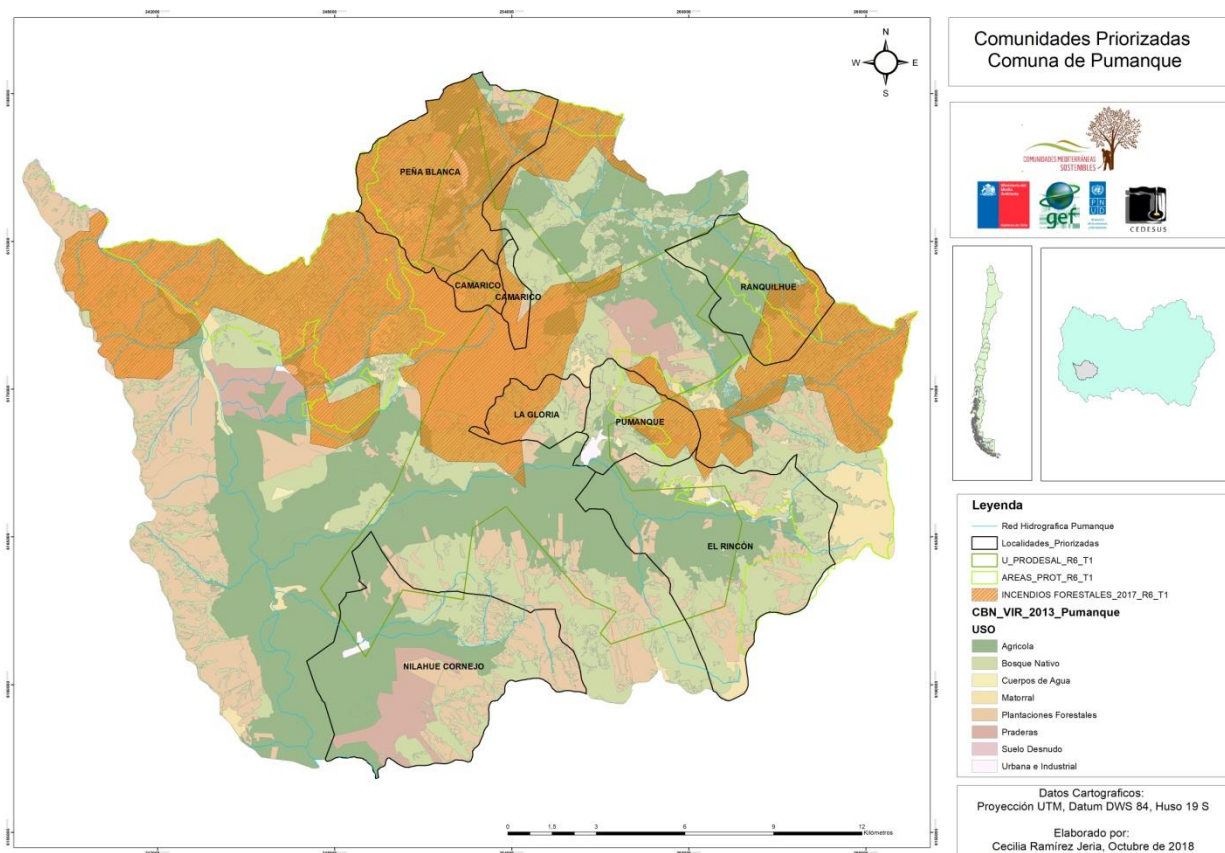 Comunidades Priorizadas
Comuna de Pumanque
N
W
E
S
COMUNIDADES MEDITERRÁNEAS
SOSTENIBLES
gef
PNUD
CEDESUS
PEÑA BLANCA
CAMARICO
CAMARICO
RANQUILHUE
LA GLORIA
PUMANQUE
EL RINCÓN
NILAHUE CORNEJO
Leyenda
Red Hidrografica Pumanque
Localidades_Priorizadas
U_PRODESAL_R6_T1
AREAS_PROT_R6_T1
INCENDIOS FORESTALES_2017_R6_T1
CBN_VIR_2013_Pumanque
USO
Agricola
Bosque Nativo
Cuerpos de Agua
Matorral
Plantaciones Forestales
Praderas
Suelo Desnudo
Urbana e Industrial
0 1,5 3 6 9 12
Kilómetros
Datos Cartograficos:
Proyección UTM, Datum DWS 84, Huso 19 S
Elaborado por:
Cecilia Ramírez Jeria, Octubre de 2018